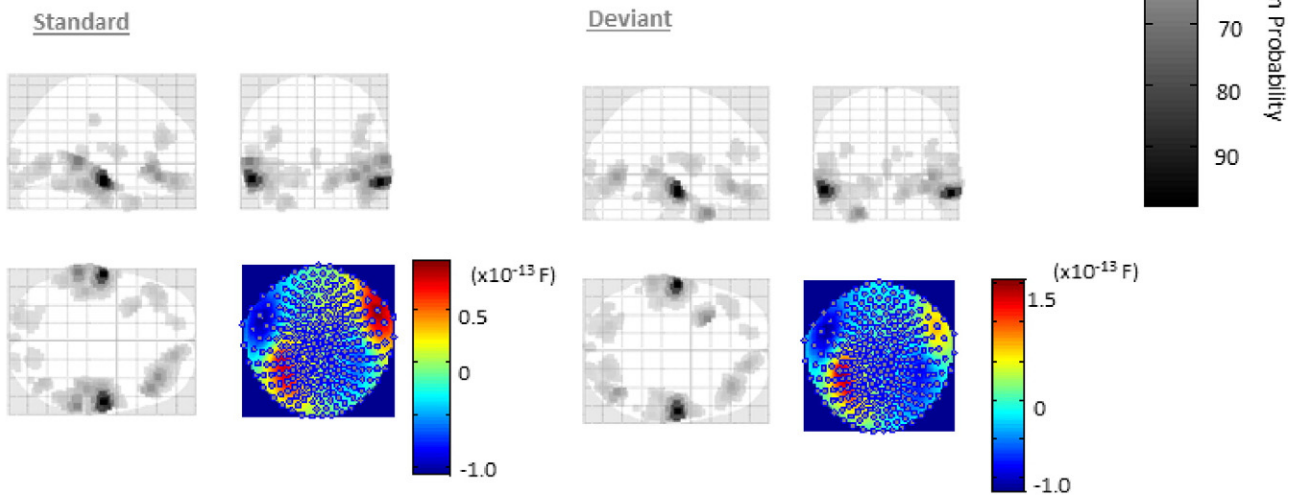 Standard
Deviant
70
80
90
n Probability
(x10⁻¹³ F)
0.5
0
-1.0
(x10⁻¹³ F)
1.5
0
-1.0